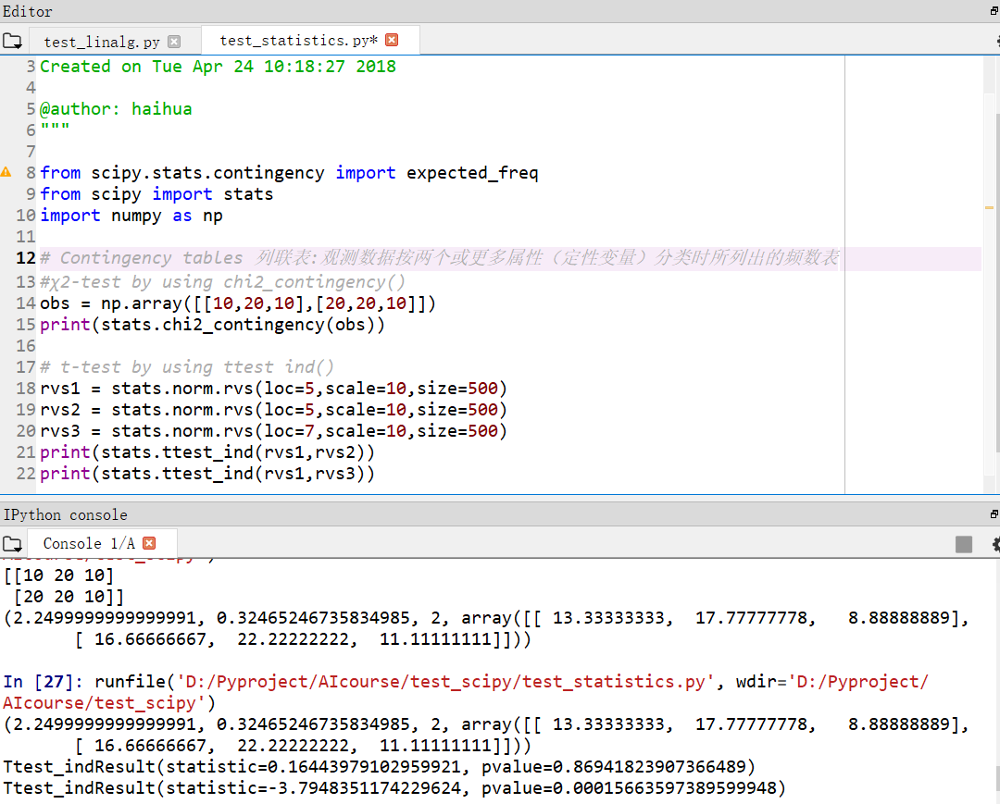 Editor
test_linalg.py
test_statistics.py*
3 Created on Tue Apr 24 10:18:27 2018
4
5 @author: haihua
6 """
7
8 from scipy.stats.contingency import expected_freq
9 from scipy import stats
10 import numpy as np
11
12 # Contingency tables 列联表:观测数据按两个或更多属性（定性变量）分类时所列出的频数表
13 #χ2-test by using chi2_contingency()
14 obs = np.array([[10,20,10],[20,20,10]])
15 print(stats.chi2_contingency(obs))
16
17 # t-test by using ttest ind()
18 rvs1 = stats.norm.rvs(loc=5,scale=10,size=500)
19 rvs2 = stats.norm.rvs(loc=5,scale=10,size=500)
20 rvs3 = stats.norm.rvs(loc=7,scale=10,size=500)
21 print(stats.ttest_ind(rvs1,rvs2))
22 print(stats.ttest_ind(rvs1,rvs3))
IPython console
Console 1/A
[[10 20 10]
[20 20 10]]
(2.2499999999999991, 0.32465246735834985, 2, array([[ 13.33333333, 17.77777778, 8.88888889],
[ 16.66666667, 22.22222222, 11.11111111]]))
In [27]: runfile('D:/Pyproject/AIcourse/test_scipy/test_statistics.py', wdir='D:/Pyproject/
AIcourse/test_scipy')
(2.2499999999999991, 0.32465246735834985, 2, array([[ 13.33333333, 17.77777778, 8.88888889],
[ 16.66666667, 22.22222222, 11.11111111]]))
Ttest_indResult(statistic=0.16443979102959921, pvalue=0.86941823907366489)
Ttest_indResult(statistic=-3.7948351174229624, pvalue=0.00015663597389599948)